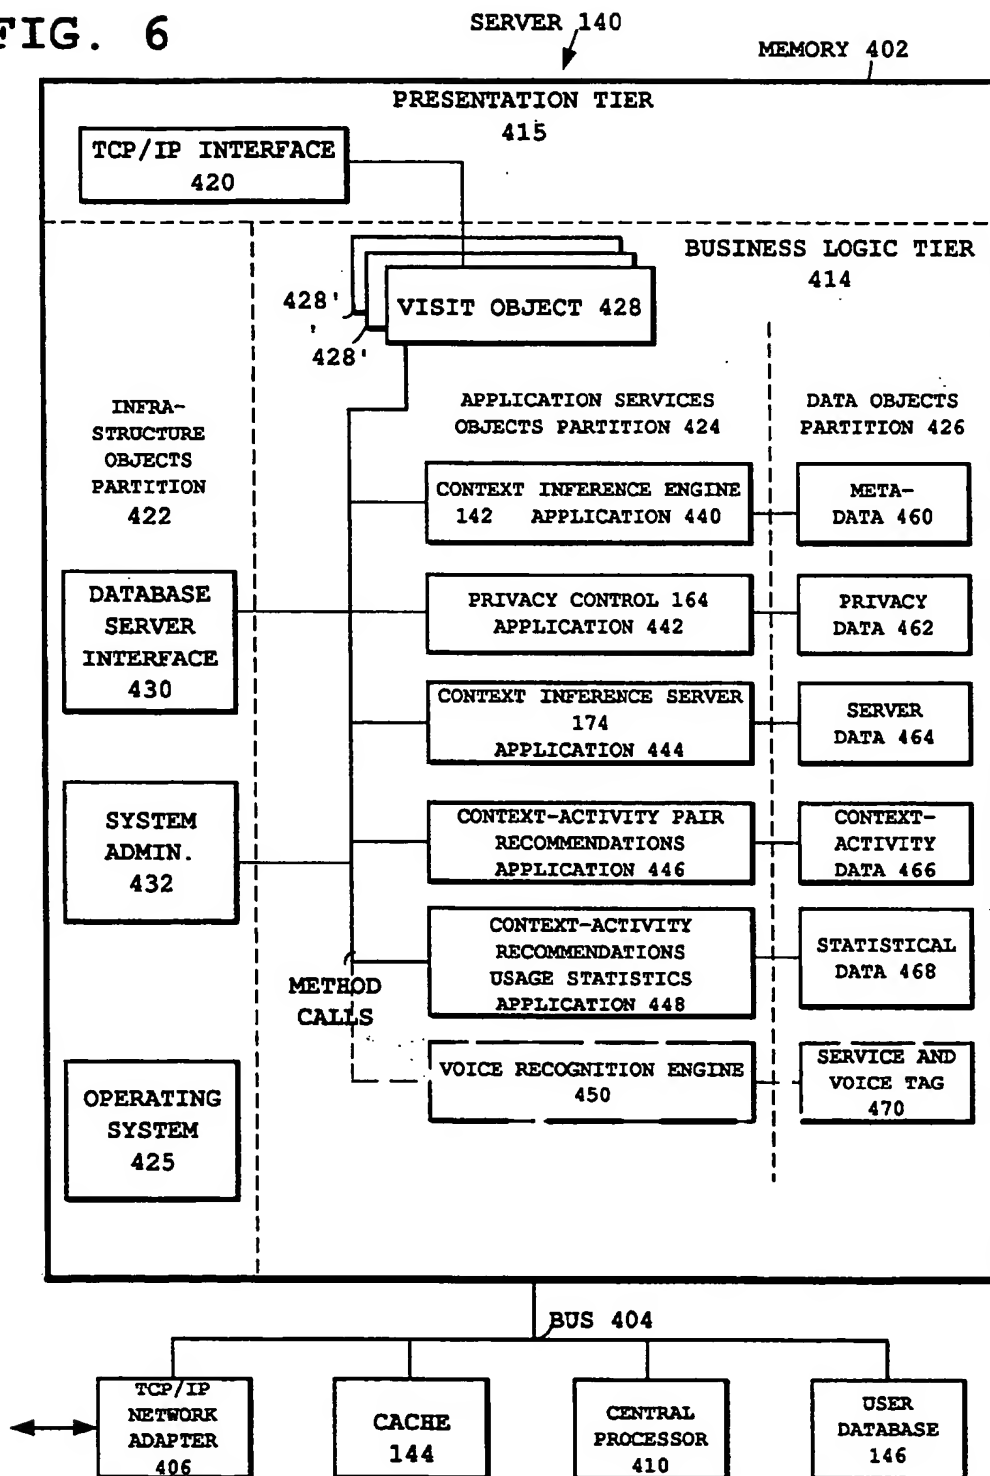 FIG. 6
SERVER 140
MEMORY 402
PRESENTATION TIER
415
TCP/IP INTERFACE
420
BUSINESS LOGIC TIER
414
428'
'
428'
VISIT OBJECT 428
INFRA-
STRUCTURE
OBJECTS
PARTITION
422
APPLICATION SERVICES
OBJECTS PARTITION 424
DATA OBJECTS
PARTITION 426
CONTEXT INFERENCE ENGINE
142 APPLICATION 440
META-
DATA 460
DATABASE
SERVER
INTERFACE
430
PRIVACY CONTROL 164
APPLICATION 442
PRIVACY
DATA 462
CONTEXT INFERENCE SERVER
174
APPLICATION 444
SERVER
DATA 464
SYSTEM
ADMIN.
432
CONTEXT-ACTIVITY PAIR
RECOMMENDATIONS
APPLICATION 446
CONTEXT-
ACTIVITY
DATA 466
CONTEXT-ACTIVITY
RECOMMENDATIONS
USAGE STATISTICS
APPLICATION 448
STATISTICAL
DATA 468
METHOD
CALLS
VOICE RECOGNITION ENGINE
450
SERVICE AND
VOICE TAG
470
OPERATING
SYSTEM
425
BUS 404
TCP/IP
NETWORK
ADAPTER
406
CACHE
144
CENTRAL
PROCESSOR
410
USER
DATABASE
146